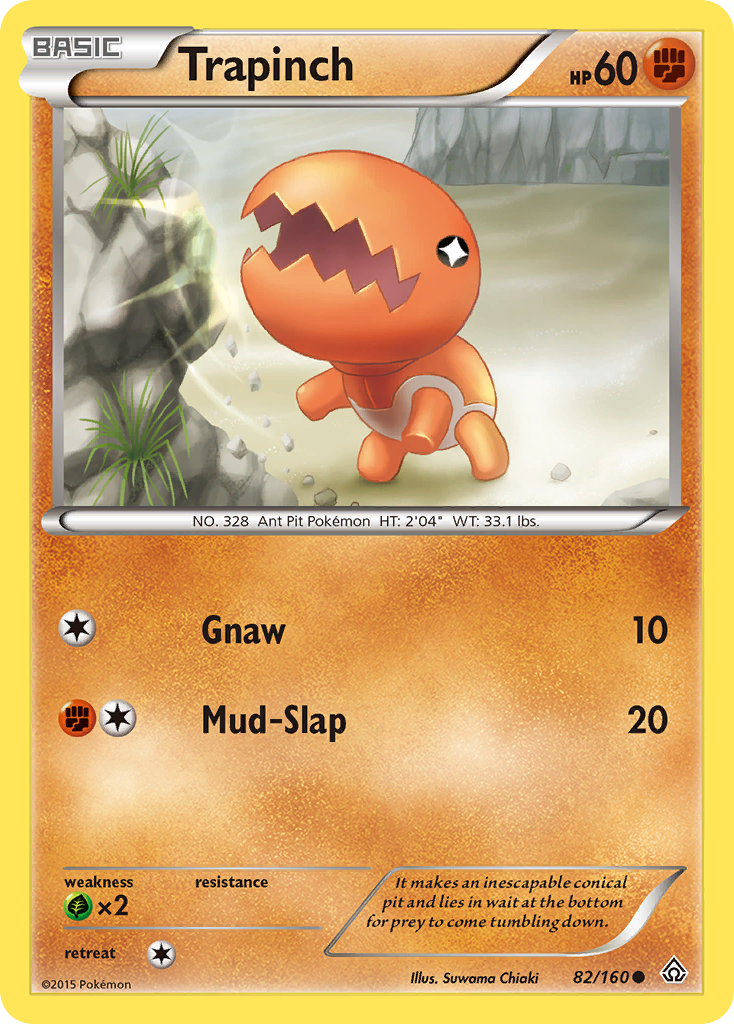 BASIC
Trapinch
HP60
NO. 328 Ant Pit Pokémon HT: 2'04" WT: 33.1 lbs.
Gnaw 10
Mud-Slap 20
weakness resistance
×2
It makes an inescapable conical
pit and lies in wait at the bottom
for prey to come tumbling down.
retreat
©2015 Pokémon
Illus. Suwama Chiaki
82/160